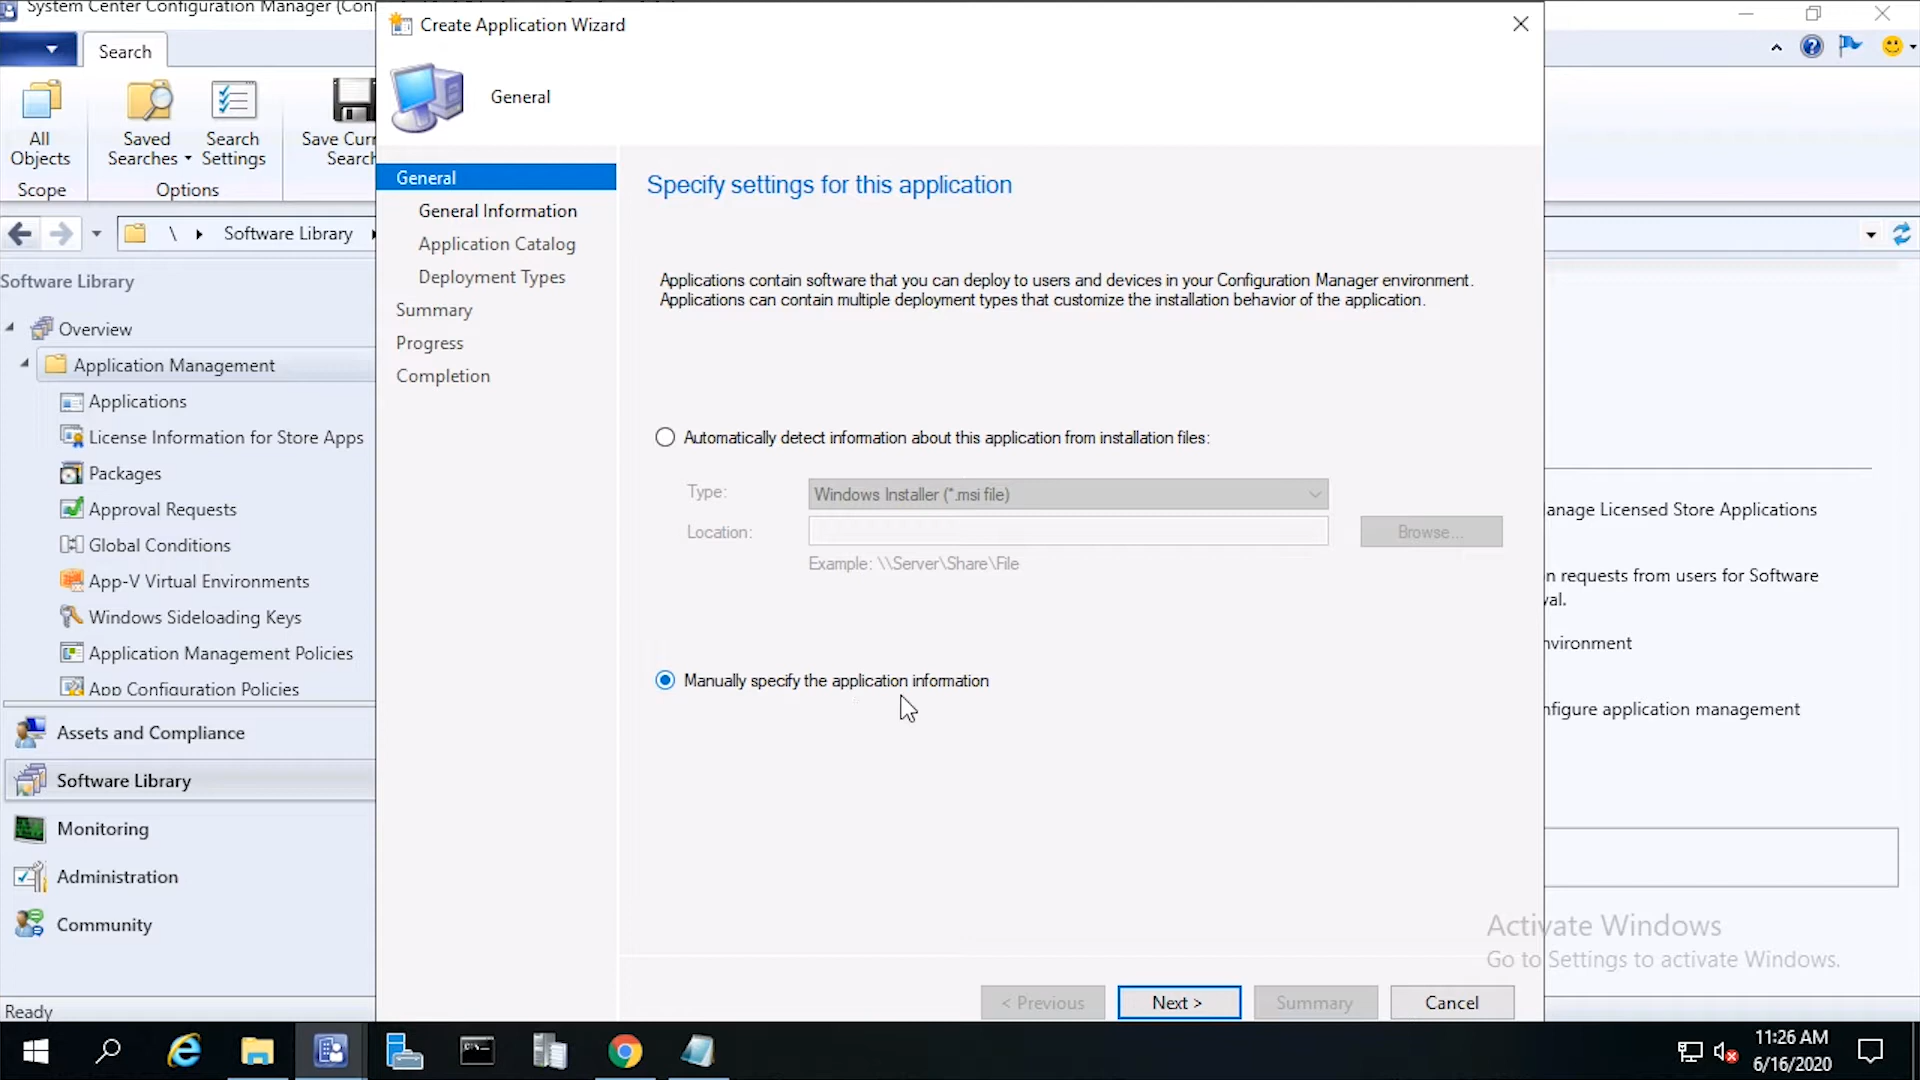 System Center Configuration Manager (Con
Search
All
Objects
Scope
Saved
Searches
Search
Settings
Options
Save Curr
Search
\
Software Library
Software Library
Overview
Application Management
Applications
License Information for Store Apps
Packages
Approval Requests
Global Conditions
App-V Virtual Environments
Windows Sideloading Keys
Application Management Policies
App Configuration Policies
Assets and Compliance
Software Library
Monitoring
Administration
Community
Ready
Create Application Wizard
General
General
General Information
Application Catalog
Deployment Types
Summary
Progress
Completion
Specify settings for this application
Applications contain software that you can deploy to users and devices in your Configuration Manager environment.
Applications can contain multiple deployment types that customize the installation behavior of the application.
Automatically detect information about this application from installation files:
Type:
Windows Installer (*.msi file)
Location:
Browse...
Example: \\Server\Share\File
Manually specify the application information
< Previous
Next >
Summary
Cancel
anage Licensed Store Applications
n requests from users for Software
val.
nvironment
nfigure application management
Activate Windows
Go to Settings to activate Windows.
11:26 AM
6/16/2020